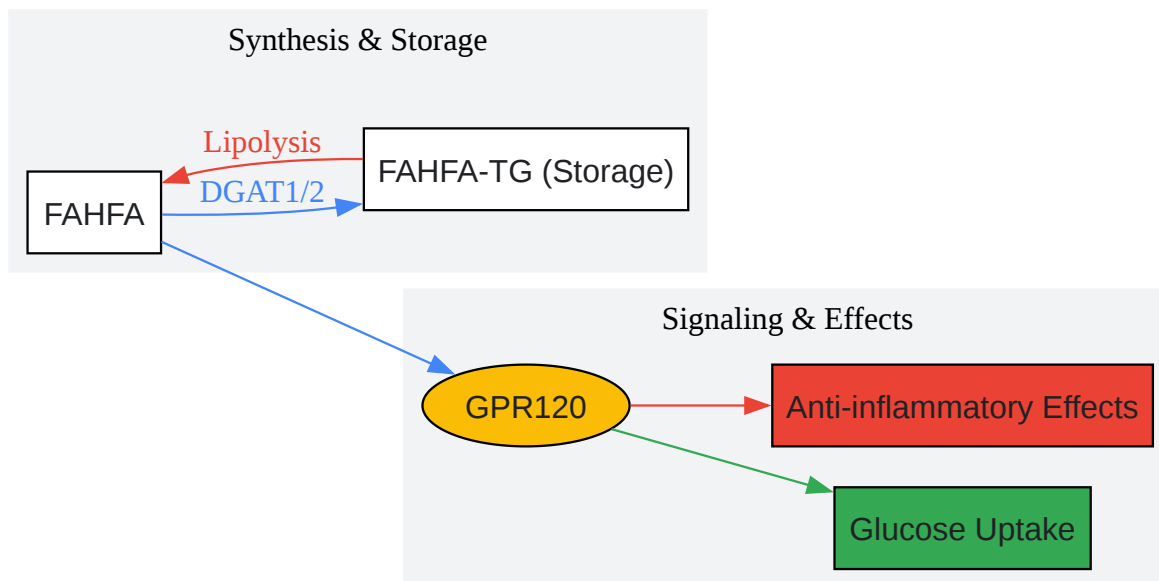 Synthesis & Storage
Lipolysis
FAHFA-TG (Storage)
DGAT1/2
FAHFA
Signaling & Effects
GPR120
Anti-inflammatory Effects
Glucose Uptake